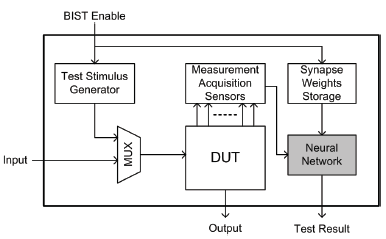 BIST Enable
Test Stimulus
Generator
Measurement
Acquisition
Sensors
Synapse
Weights
Storage
MUX
DUT
Neural
Network
Input
Output
Test Result